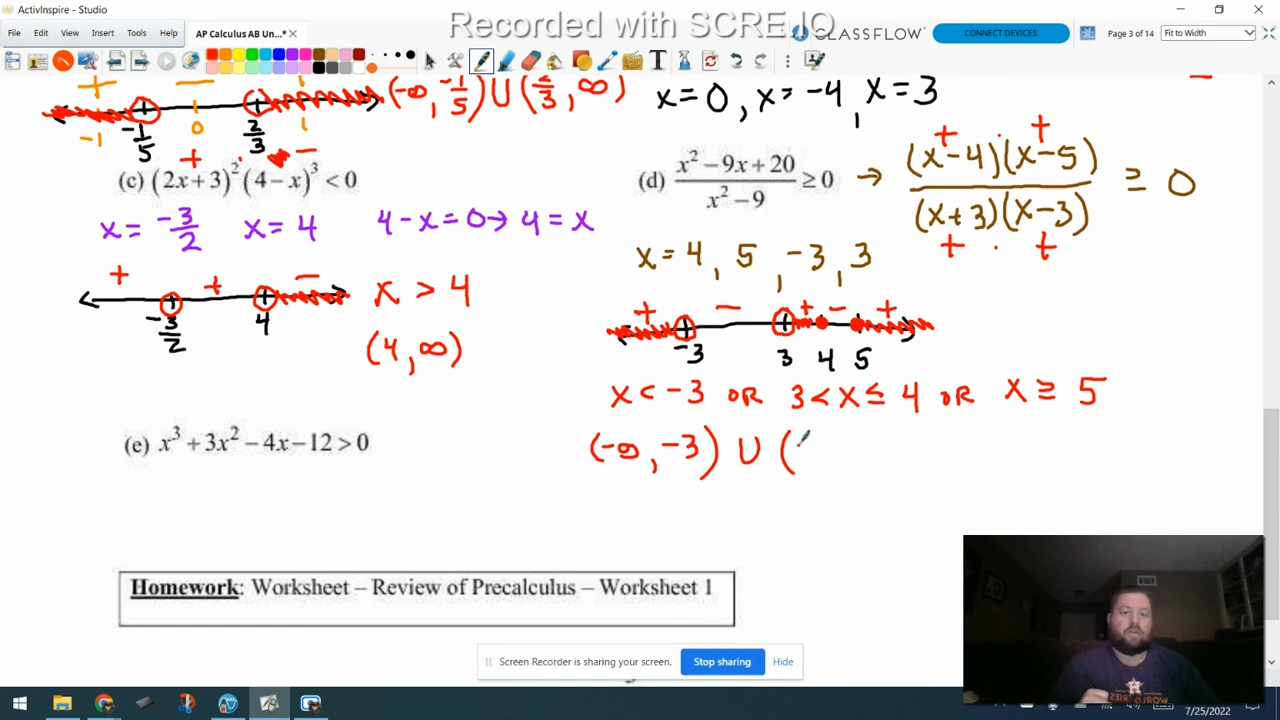 ActivInspire - Studio
Recorded with SCRE.IO
File Edit View Insert Tools Help
AP Calculus AB Un...*
CLASSFLOW
CONNECT DEVICES
Page 3 of 14
Fit to Width
(-∞, -1/5) U (2/3, ∞)
x=0, x=-4, x=3
-1 -1/5 0 2/3 1
+ · -
+ · +
(c) (2x+3)²(4−x)³ < 0
(d) (x²−9x+20)/(x²−9) ≥ 0 → (x−4)(x−5)/(x+3)(x−3) ≥ 0
+ · +
x = -3/2 x = 4 4-x=0→4=x
x = 4, 5, -3, 3
+ + -
x > 4
+ - + - +
-3/2 4
-3 3 4 5
(4, ∞)
x < -3 OR 3 < x ≤ 4 OR x ≥ 5
(e) x³+3x²−4x−12>0
(-∞, -3) U (
Homework: Worksheet – Review of Precalculus – Worksheet 1
Screen Recorder is sharing your screen.
Stop sharing
Hide
7/25/2022